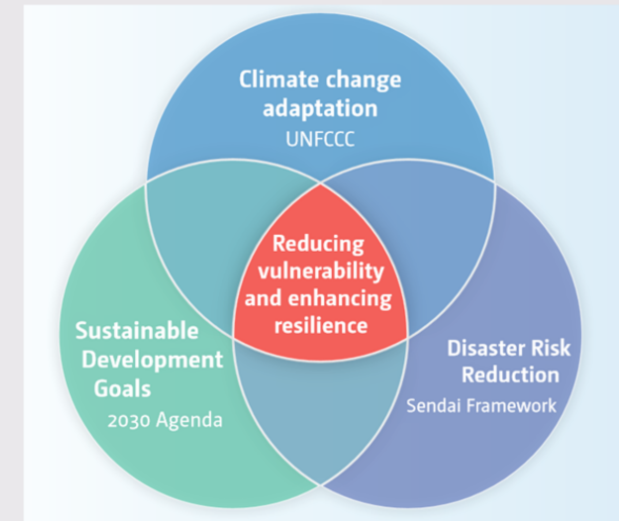 Climate change
adaptation
UNFCCC
Reducing
vulnerability
and enhancing
resilience
Sustainable
Development
Goals
2030 Agenda
Disaster Risk
Reduction
Sendai Framework